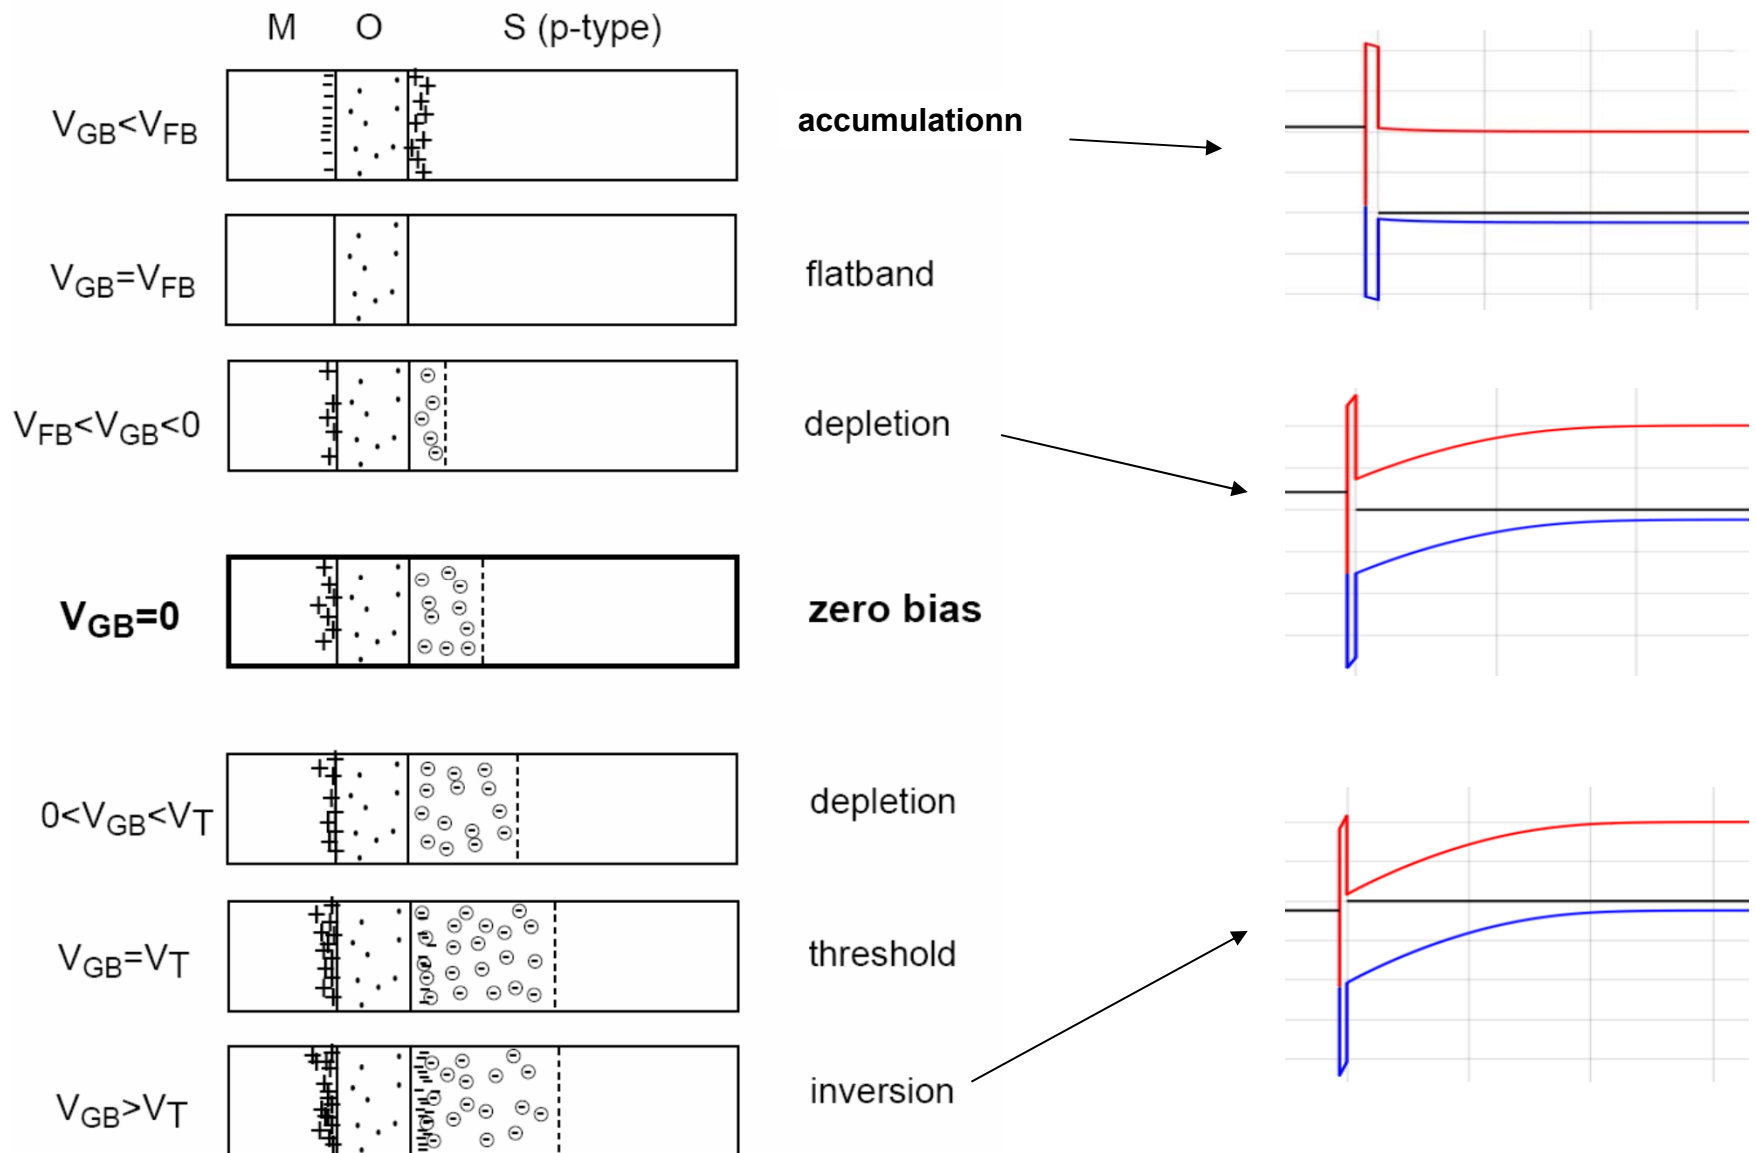 M O S (p-type)
VGB<VFB accumulationn
VGB=VFB flatband
VFB<VGB<0 depletion
VGB=0 zero bias
0<VGB<VT depletion
VGB=VT threshold
VGB>VT inversion